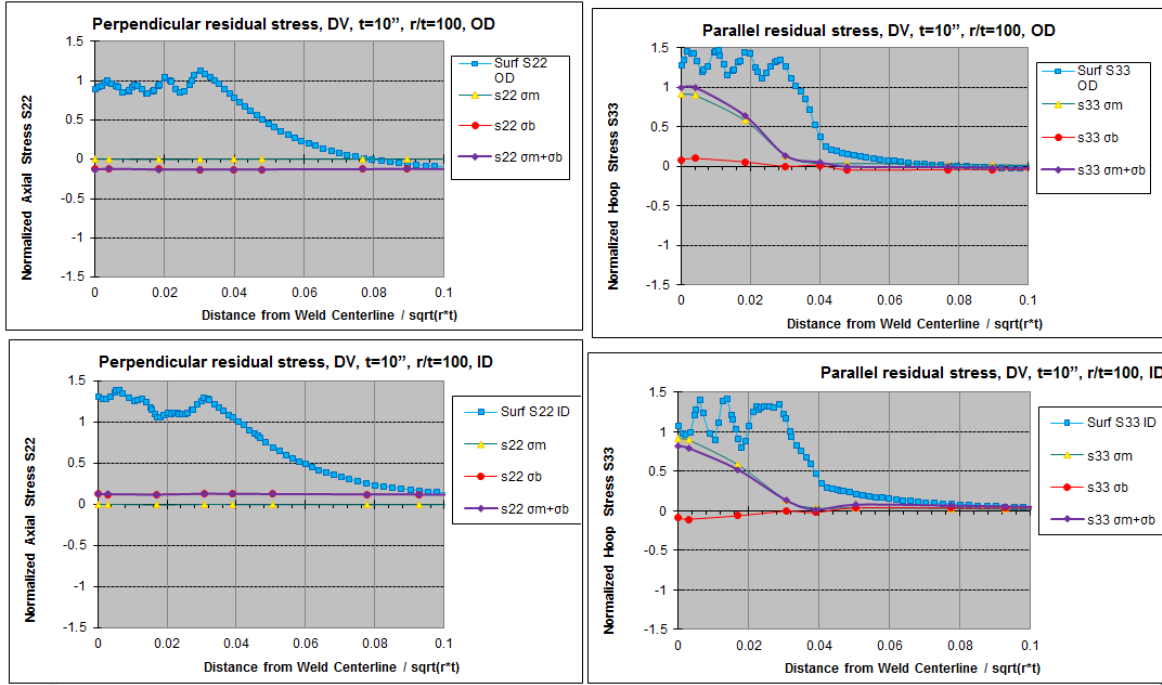 Perpendicular residual stress, DV, t=10”, r/t=100, OD
Normalized Axial Stress S22
1.5
1
0.5
0
-0.5
1
-1.5
0
0.02
0.04
0.06
0.08
0.1
Distance from Weld Centerline / sqrt(r*t)
Surf S22
OD
s22 σm
s22 σb
s22 σm+σb
Parallel residual stress, DV, t=10”, r/t=100, OD
Normalized Hoop Stress S33
1.5
1
0.5
0
-0.5
1
-1.5
0
0.02
0.04
0.06
0.08
0.1
Distance from Weld Centerline / sqrt(r*t)
Surf S33
OD
s33 σm
s33 σb
s33 σm+σb
Perpendicular residual stress, DV, t=10”, r/t=100, ID
Normalized Axial Stress S22
1.5
1
0.5
0
-0.5
1
-1.5
0
0.02
0.04
0.06
0.08
0.1
Distance from Weld Centerline / sqrt(r*t)
Surf S22 ID
s22 σm
s22 σb
s22 σm+σb
Parallel residual stress, DV, t=10”, r/t=100, ID
Normalized Hoop Stress S33
1.5
1
0.5
0
-0.5
1
-1.5
0
0.02
0.04
0.06
0.08
0.1
Distance from Weld Centerline / sqrt(r*t)
Surf S33 ID
s33 σm
s33 σb
s33 σm+σb